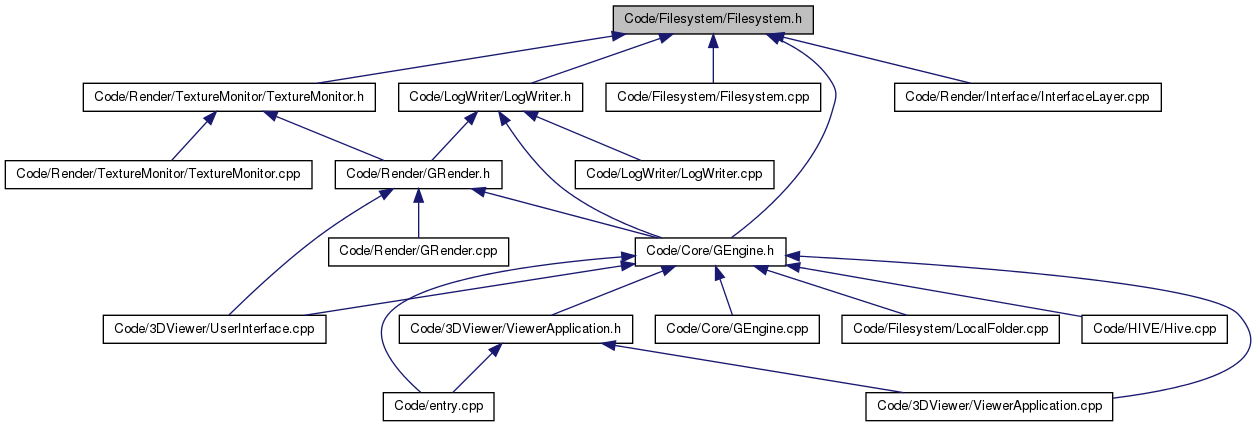 Code/Filesystem/Filesystem.h
Code/Render/TextureMonitor/TextureMonitor.h
Code/LogWriter/LogWriter.h
Code/Filesystem/Filesystem.cpp
Code/Render/Interface/InterfaceLayer.cpp
Code/Render/TextureMonitor/TextureMonitor.cpp
Code/Render/GRender.h
Code/LogWriter/LogWriter.cpp
Code/Render/GRender.cpp
Code/Core/GEngine.h
Code/3DViewer/UserInterface.cpp
Code/3DViewer/ViewerApplication.h
Code/Core/GEngine.cpp
Code/Filesystem/LocalFolder.cpp
Code/HIVE/Hive.cpp
Code/entry.cpp
Code/3DViewer/ViewerApplication.cpp